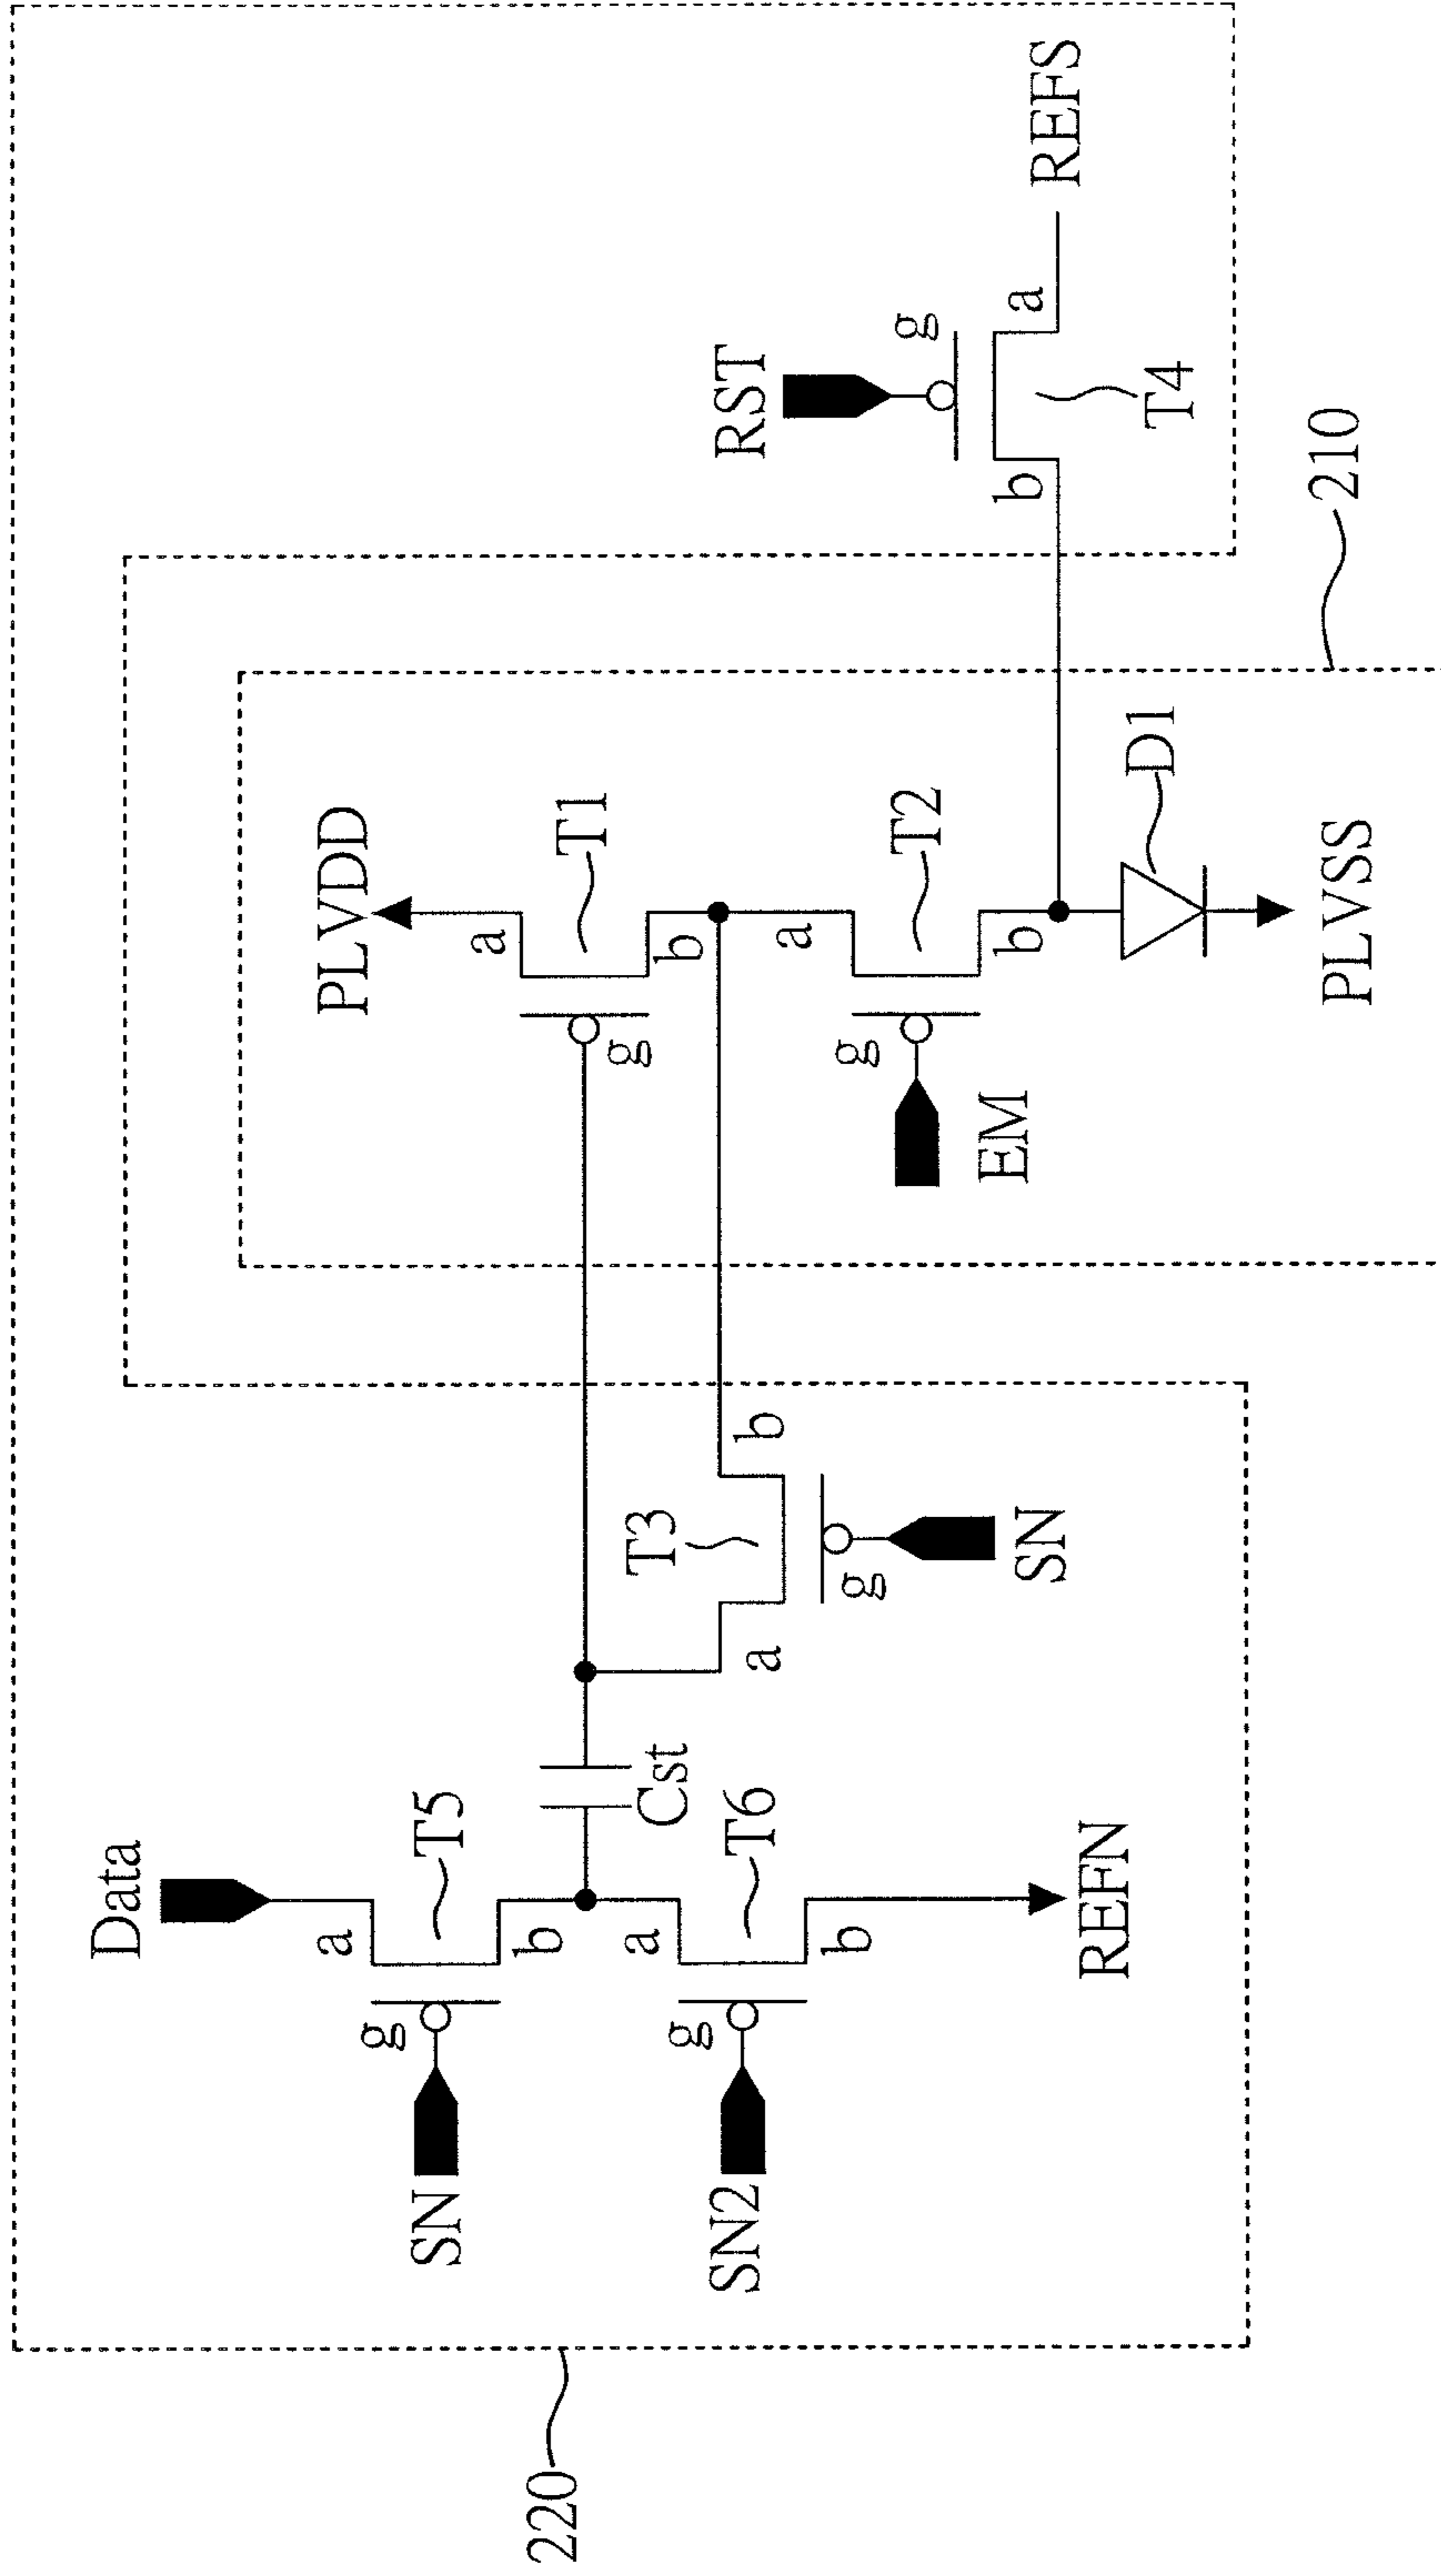 220
210
Data
SN
g
a
b
T5
SN2
g
a
b
T6
REFN
Cst
T3
a
b
g
SN
PLVDD
a
b
g
T1
EM
g
a
b
T2
D1
PLVSS
RST
g
b
a
T4
REFS